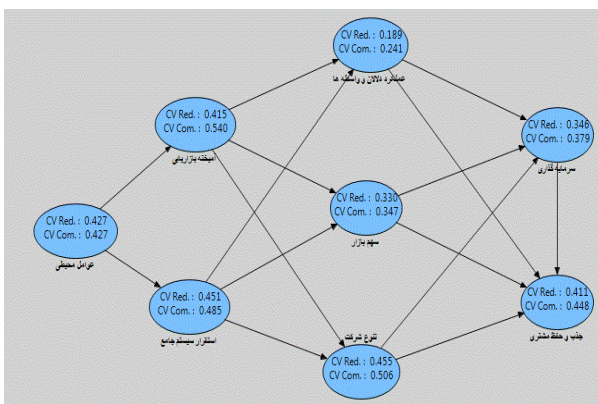 CV Red. : 0.189
CV Com. : 0.241
عملکرد دلالان و واسطه ها
CV Red. : 0.415
CV Com. : 0.540
آمیخته بازاریابی
CV Red. : 0.346
CV Com. : 0.379
سرمایه گذاری
CV Red. : 0.330
CV Com. : 0.347
سهم بازار
CV Red. : 0.427
CV Com. : 0.427
عوامل محیطی
CV Red. : 0.451
CV Com. : 0.485
استقرار سیستم جامع
CV Red. : 0.411
CV Com. : 0.448
جذب و حفظ مشتری
تنوع شرکت
CV Red. : 0.455
CV Com. : 0.506